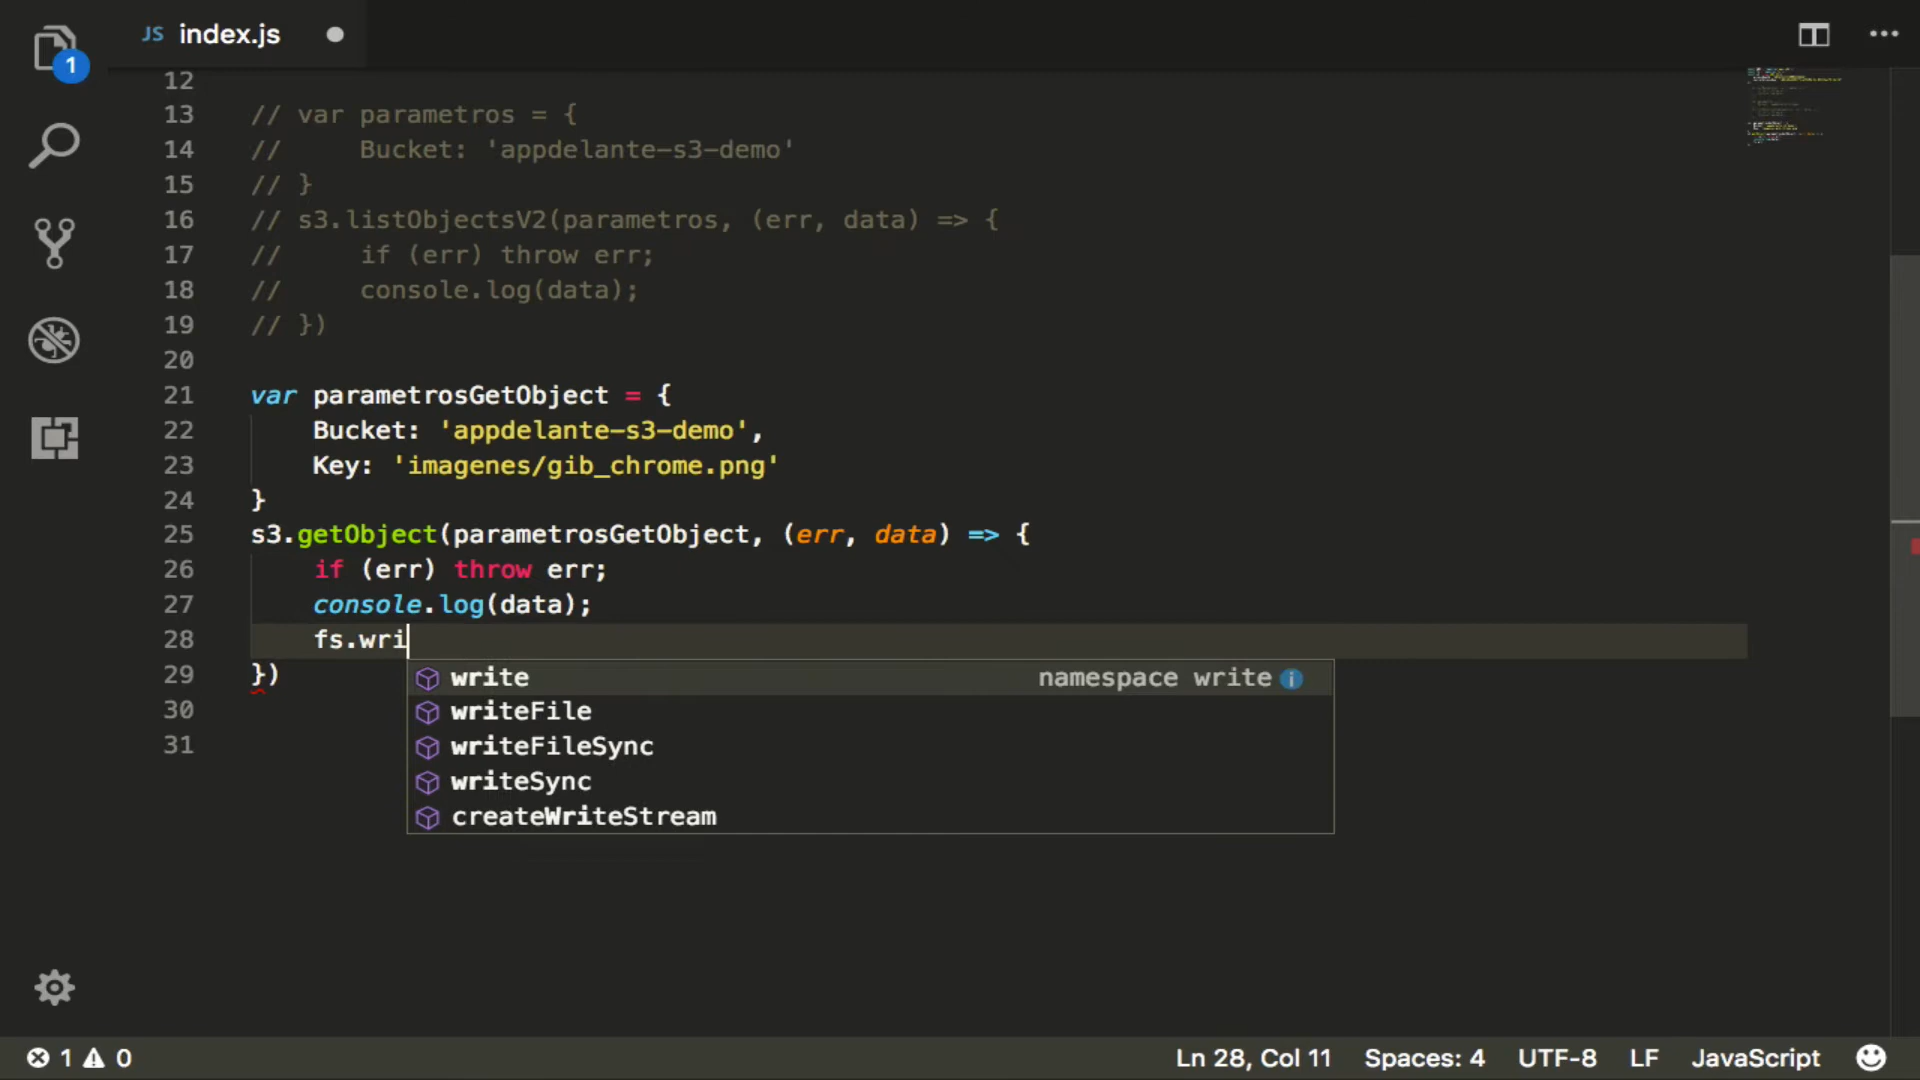 JS index.js
1
12
13 // var parametros = {
14 //     Bucket: 'appdelante-s3-demo'
15 // }
16 // s3.listObjectsV2(parametros, (err, data) => {
17 //     if (err) throw err;
18 //     console.log(data);
19 // })
20
21 var parametrosGetObject = {
22     Bucket: 'appdelante-s3-demo',
23     Key: 'imagenes/gib_chrome.png'
24 }
25 s3.getObject(parametrosGetObject, (err, data) => {
26     if (err) throw err;
27     console.log(data);
28     fs.wri
29 })
write namespace write
writeFile
30
writeFileSync
31
writeSync
createWriteStream
1 0 Ln 28, Col 11 Spaces: 4 UTF-8 LF JavaScript